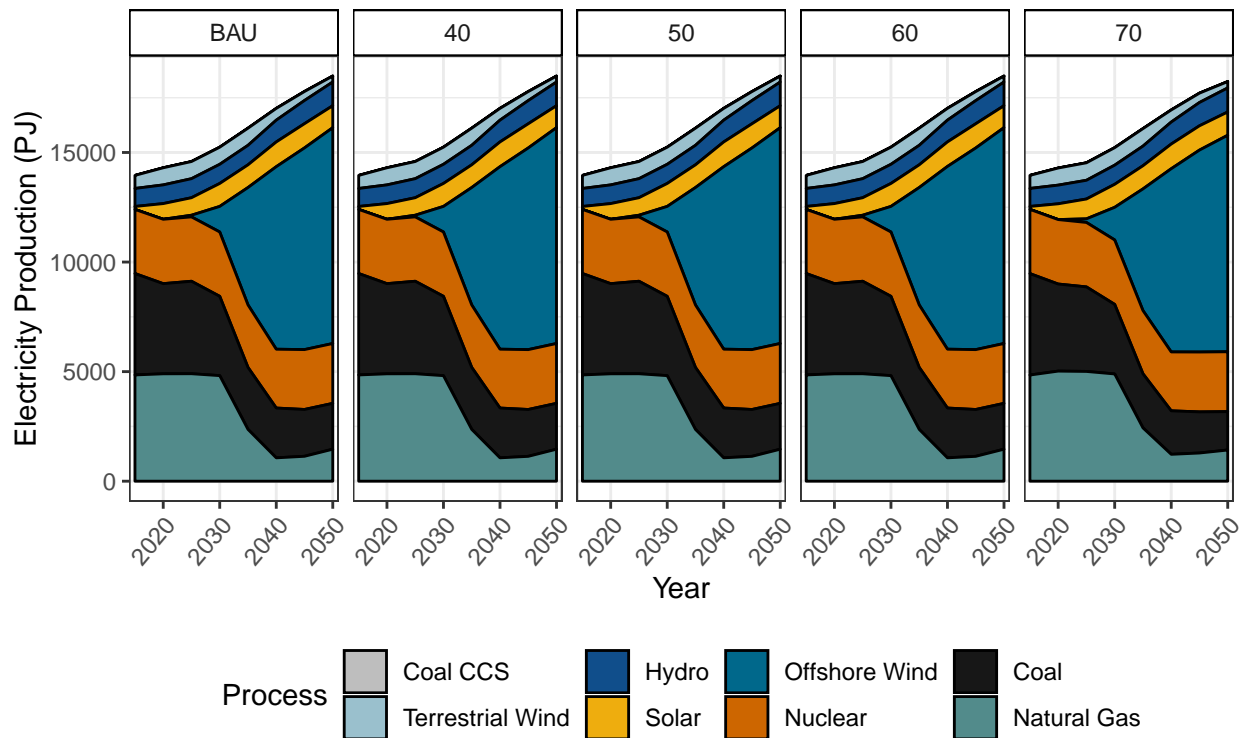 BAU 40 50 60 70
Electricity Production (PJ)
15000
10000
5000
0
2020 2030 2040 2050 2020 2030 2040 2050 2020 2030 2040 2050 2020 2030 2040 2050 2020 2030 2040 2050
Year
Process
Coal CCS Hydro Offshore Wind Coal
Terrestrial Wind Solar Nuclear Natural Gas